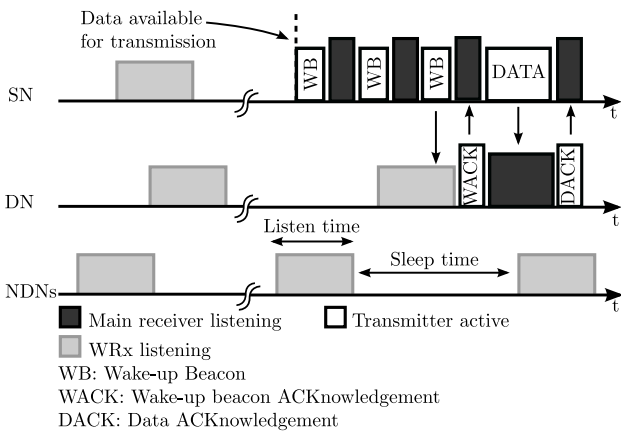 Data available
for transmission
SN
WB
WB
WB
DATA
t
DN
WACK
DACK
t
Listen time
Sleep time
NDNs
t
Main receiver listening
Transmitter active
WRx listening
WB: Wake-up Beacon
WACK: Wake-up beacon ACKnowledgement
DACK: Data ACKnowledgement